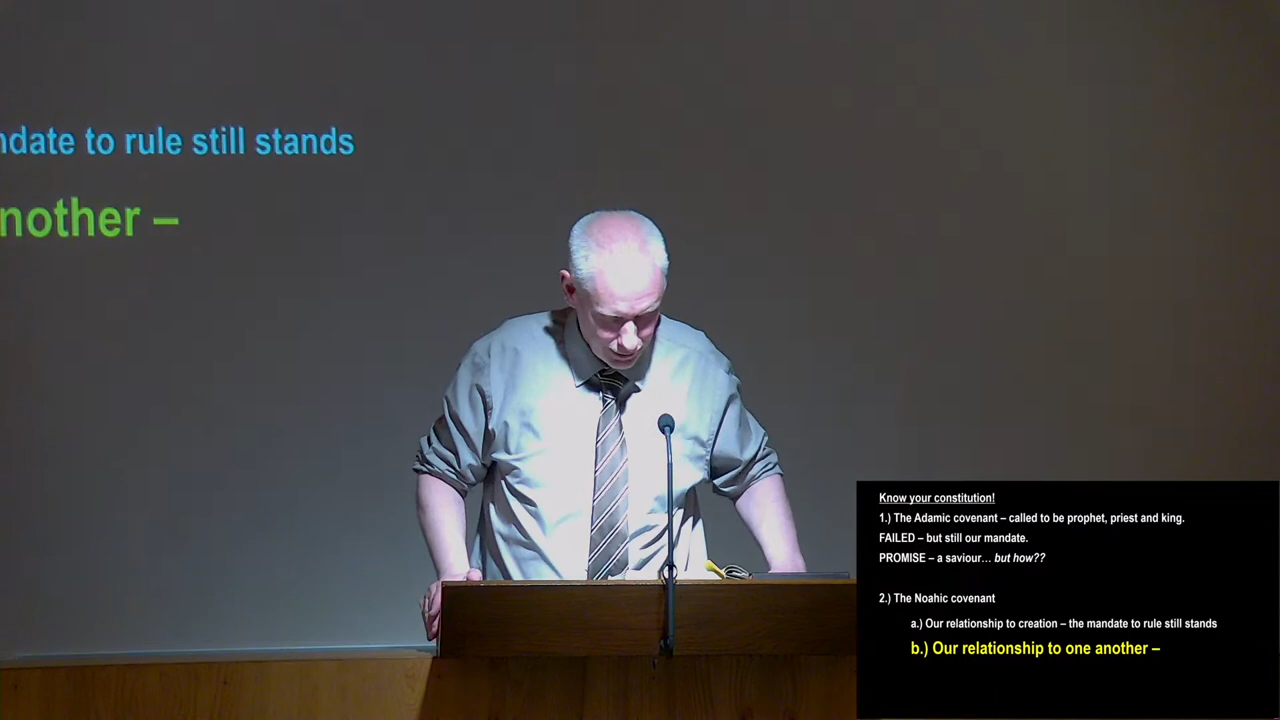 ndate to rule still stands
nother –
Know your constitution!
1.) The Adamic covenant – called to be prophet, priest and king.
FAILED – but still our mandate.
PROMISE – a saviour… but how??
2.) The Noahic covenant
a.) Our relationship to creation – the mandate to rule still stands
b.) Our relationship to one another –